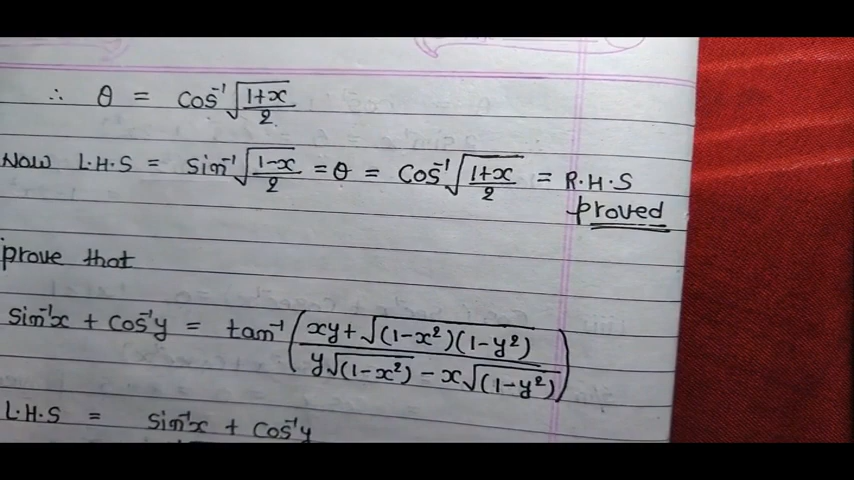 ∴ θ = Cos⁻¹ √((1+x)/2)
Now L.H.S = Sin⁻¹ √((1-x)/2) = θ = Cos⁻¹ √((1+x)/2) = R.H.S
proved
prove that
Sin⁻¹x + Cos⁻¹y = tan⁻¹ ((xy + √((1-x²)(1-y²)))/(y√(1-x²) - x√(1-y²)))
L.H.S = Sin⁻¹x + Cos⁻¹y